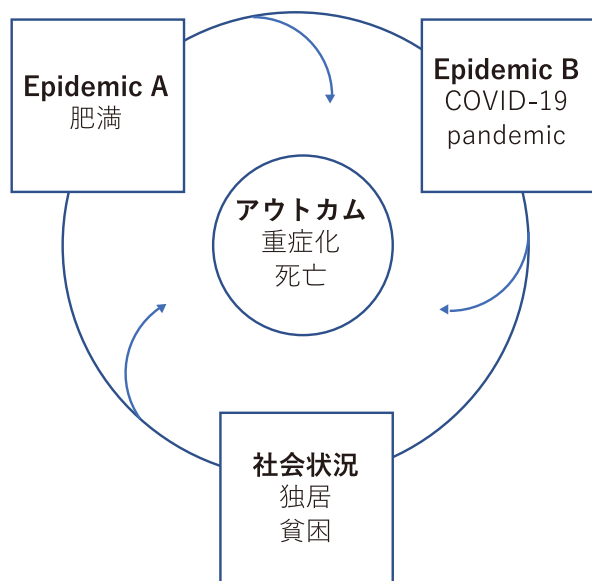 Epidemic A
肥満
Epidemic B
COVID-19
pandemic
アウトカム
重症化
死亡
社会状況
独居
貧困